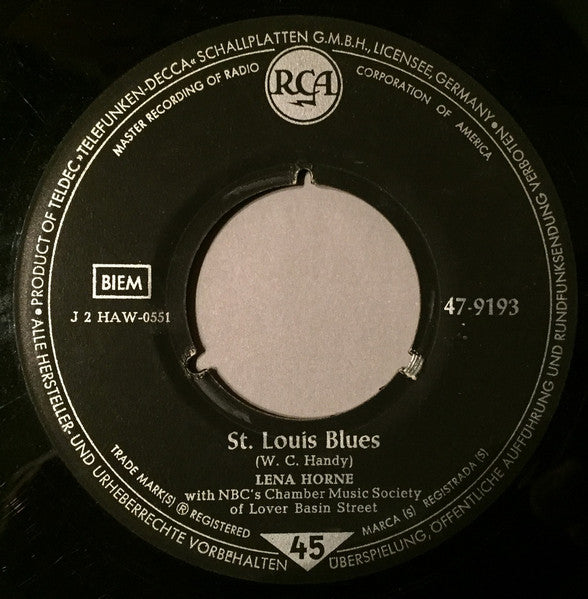 • PRODUCT OF TELDEC »TELEFUNKEN-DECCA« SCHALLPLATTEN G.M.B.H., LICENSEE, GERMANY •
MASTER RECORDING OF RADIO CORPORATION OF AMERICA
RCA
BIEM
J 2 HAW-0551
47-9193
St. Louis Blues
(W. C. Handy)
LENA HORNE
with NBC's Chamber Music Society
of Lover Basin Street
TRADE MARK(S) ® REGISTERED
MARCA (S) REGISTRADA (S)
45
ALLE HERSTELLER- UND URHEBERRECHTE VORBEHALTEN
ÜBERSPIELUNG, ÖFFENTLICHE AUFFÜHRUNG UND RUNDFUNKSENDUNG VERBOTEN